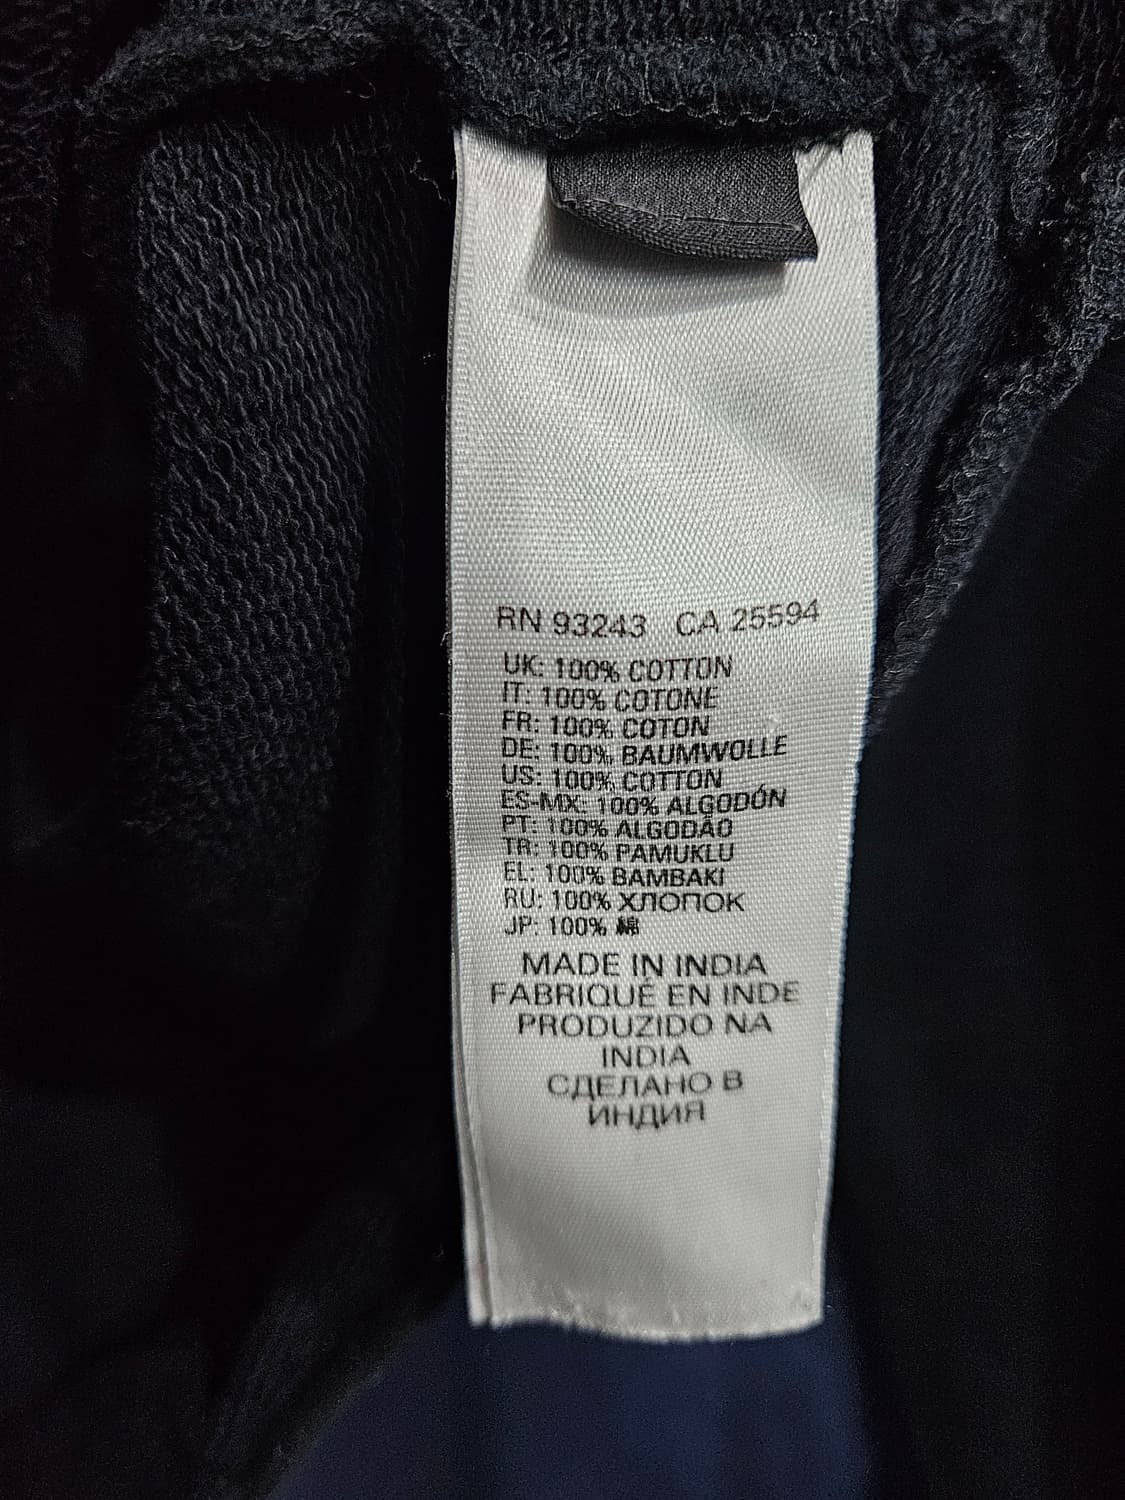 RN 93243 CA 25594
UK: 100% COTTON
IT: 100% COTONE
FR: 100% COTON
DE: 100% BAUMWOLLE
US: 100% COTTON
ES-MX: 100% ALGODÓN
PT: 100% ALGODÃO
TR: 100% PAMUKLU
EL: 100% BAMBAKI
RU: 100% ХЛОПОК
JP: 100% 綿
MADE IN INDIA
FABRIQUÉ EN INDE
PRODUZIDO NA
INDIA
СДЕЛАНО В
ИНДИЯ